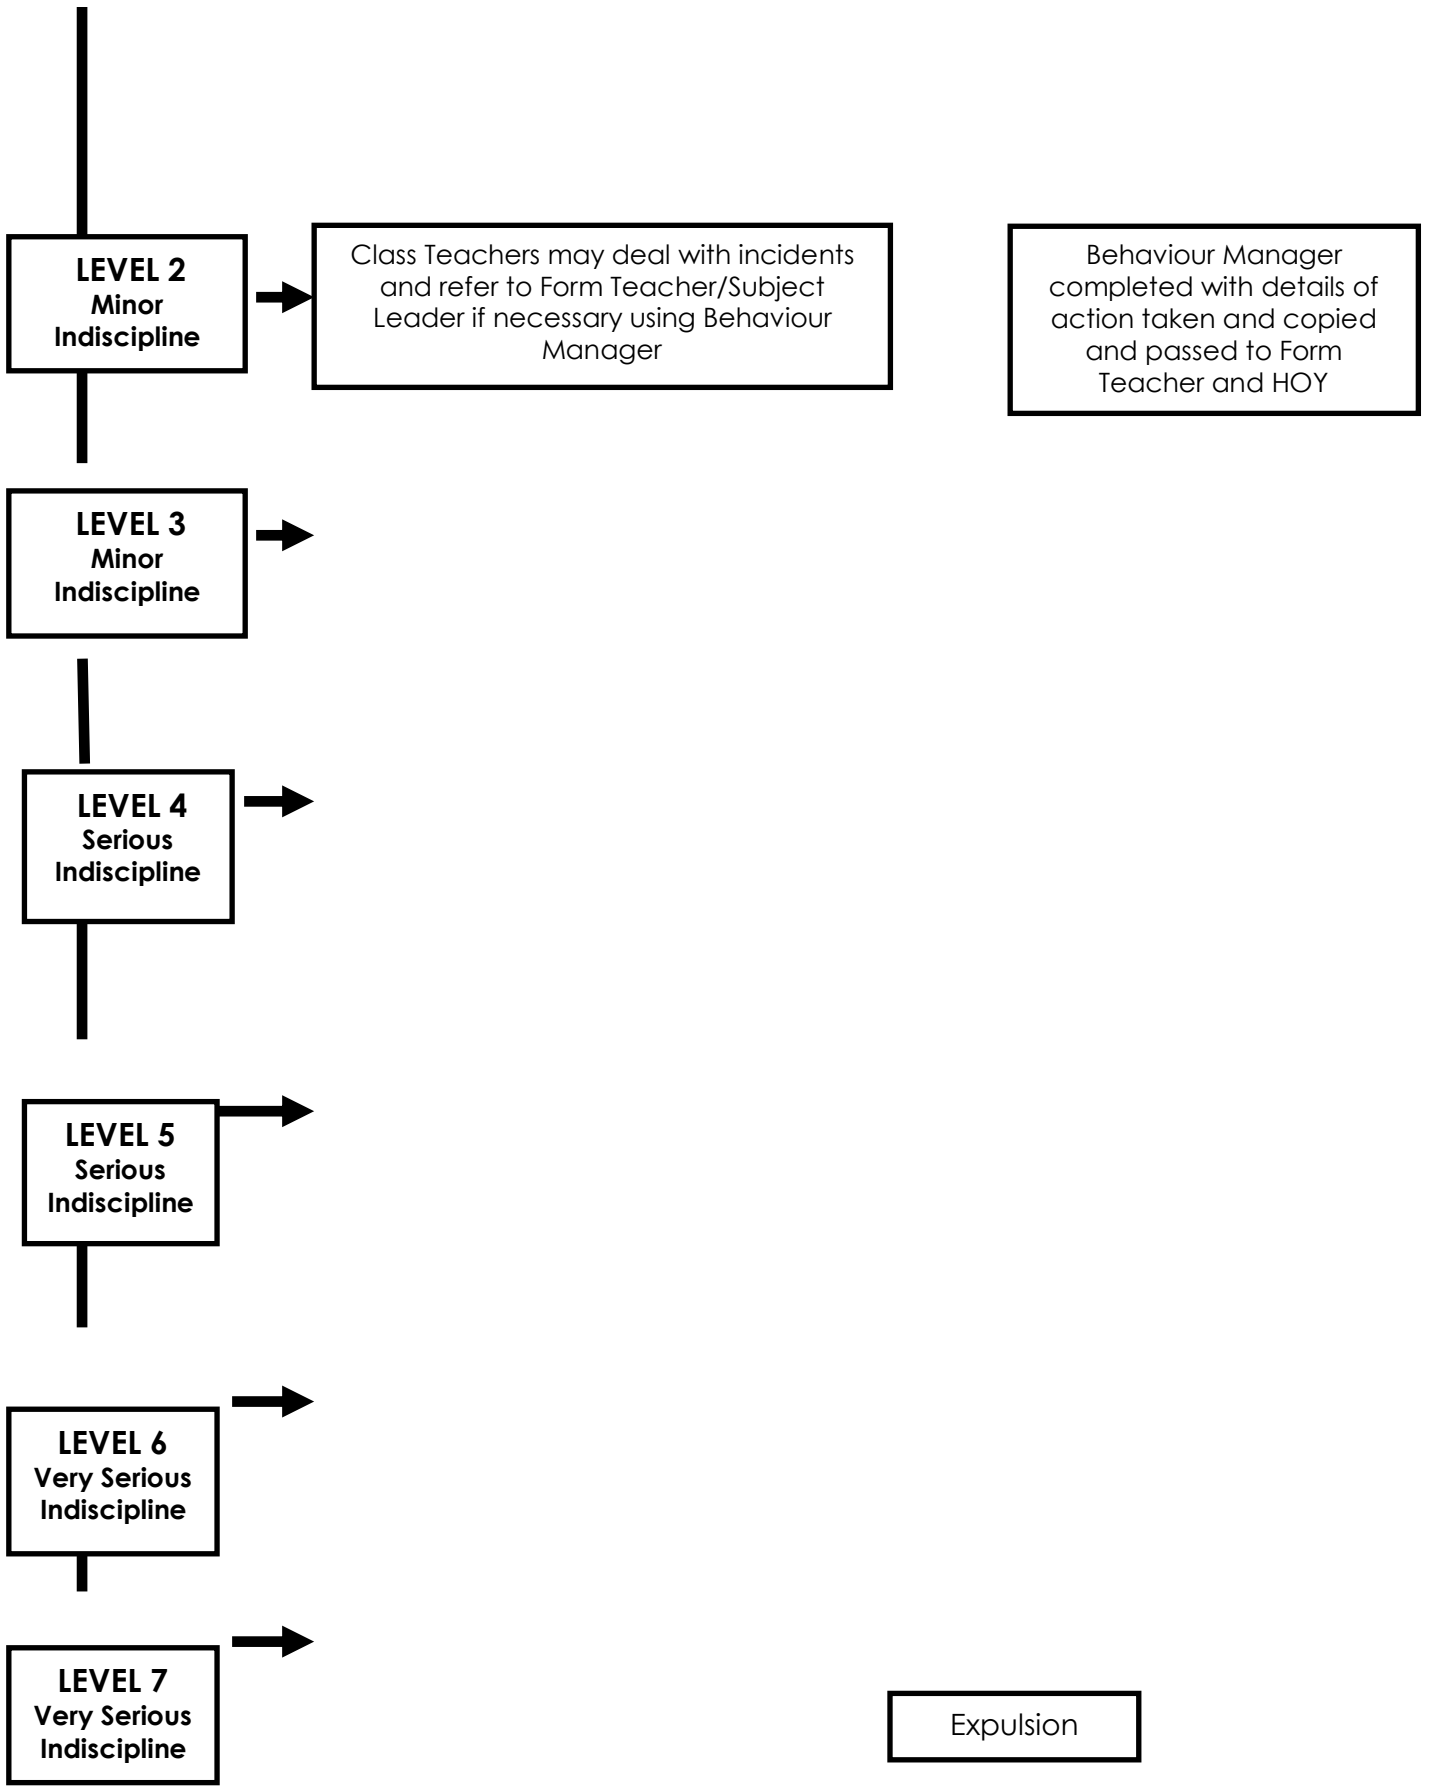 LEVEL 2
Minor
Indiscipline
Class Teachers may deal with incidents
and refer to Form Teacher/Subject
Leader if necessary using Behaviour
Manager
Behaviour Manager
completed with details of
action taken and copied
and passed to Form
Teacher and HOY
LEVEL 3
Minor
Indiscipline
LEVEL 4
Serious
Indiscipline
LEVEL 5
Serious
Indiscipline
LEVEL 6
Very Serious
Indiscipline
LEVEL 7
Very Serious
Indiscipline
Expulsion